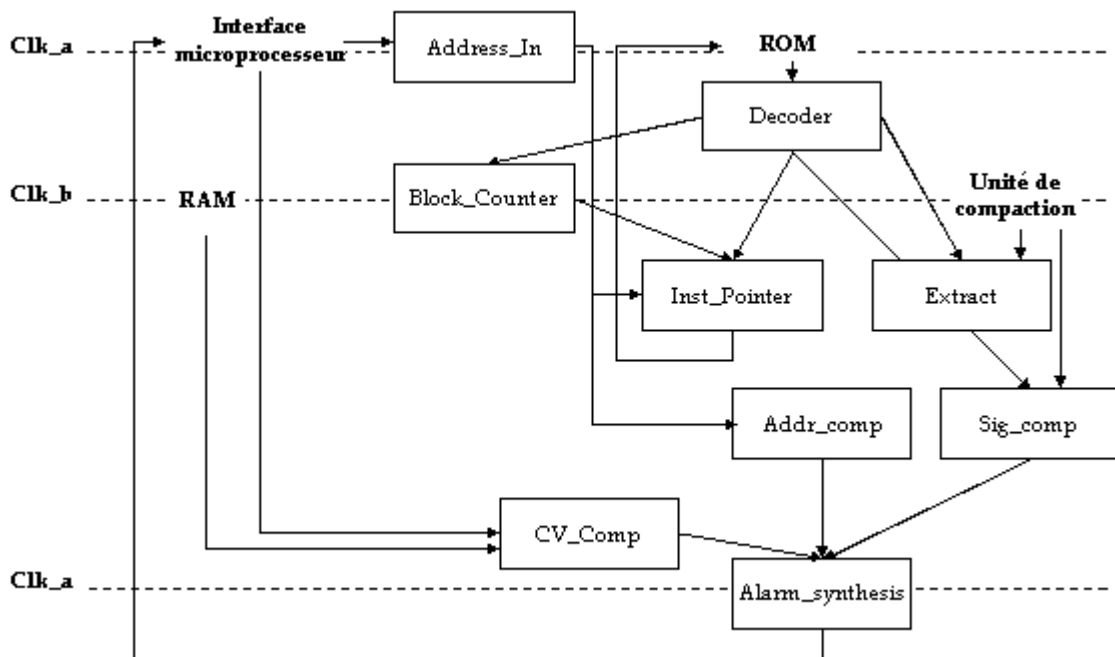 Interface
microprocesseur
Clk_a
Address_In
ROM
Decoder
Clk_b
RAM
Block_Counter
Unité de
compaction
Inst_Pointer
Extract
Addr_comp
Sig_comp
CV_Comp
Clk_a
Alarm_synthesis